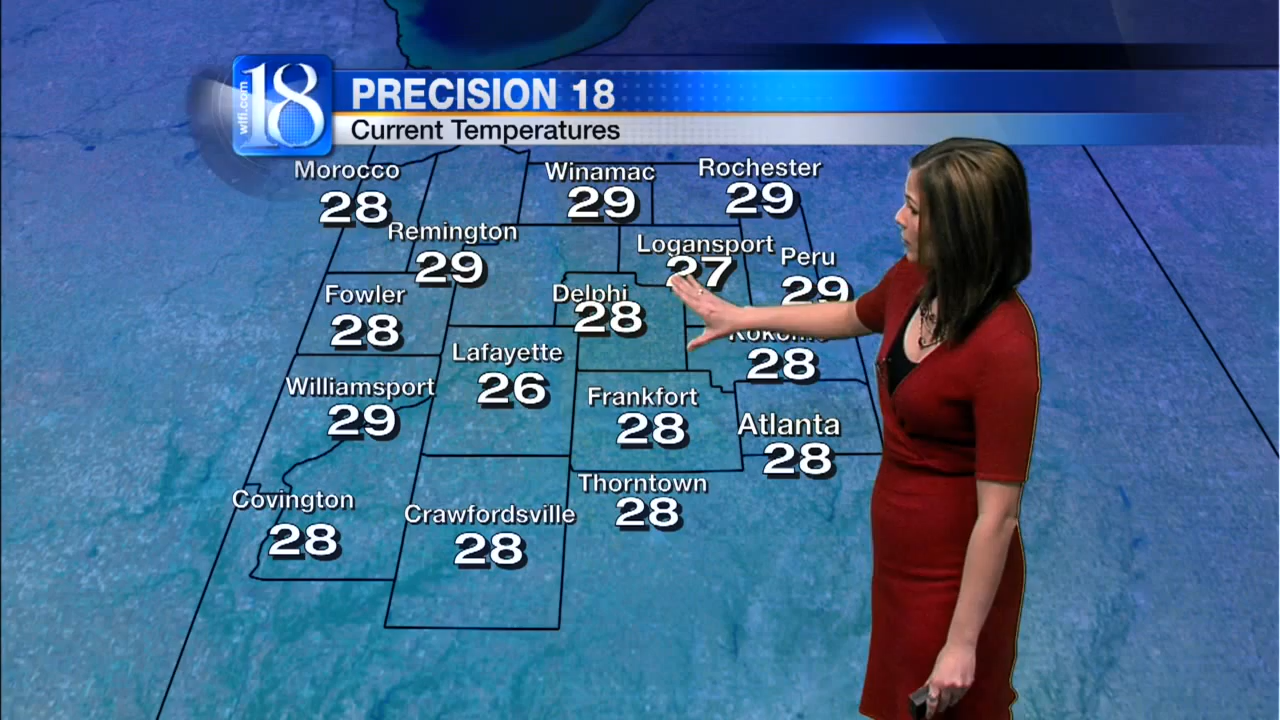 wlfi.com
18
PRECISION 18
Current Temperatures
Morocco
28
Winamac
29
Rochester
29
Remington
29
Logansport
27
Peru
29
Fowler
28
Delphi
28
Kokomo
28
Lafayette
26
Williamsport
29
Frankfort
28
Atlanta
28
Covington
28
Crawfordsville
28
Thorntown
28